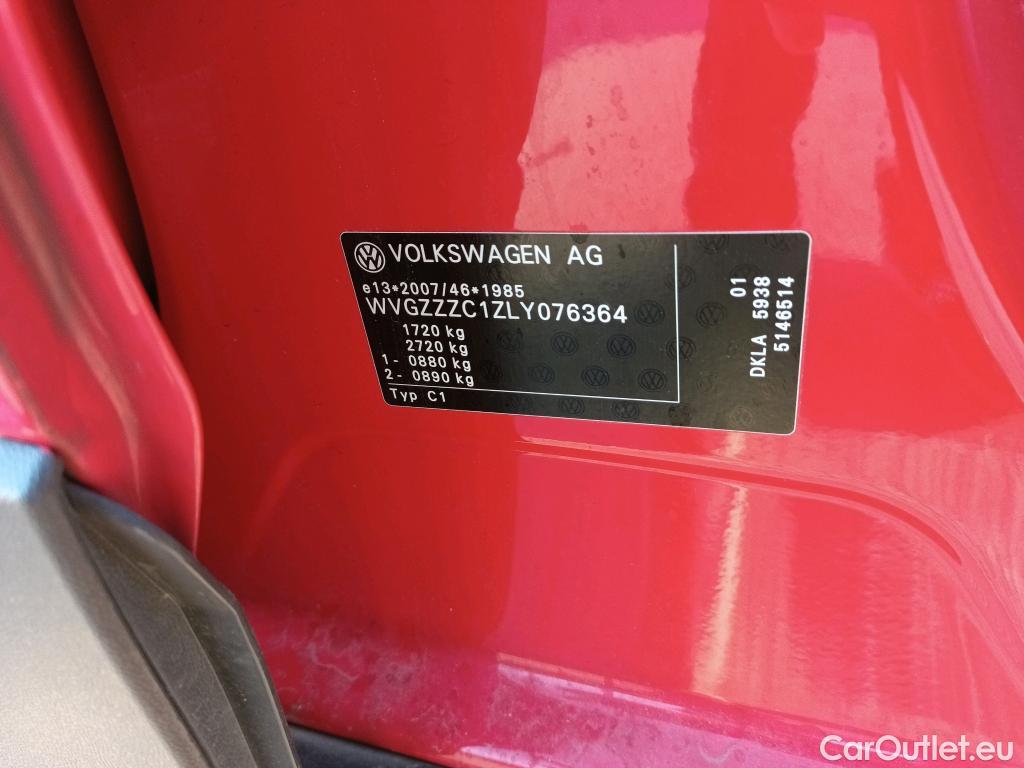 VOLKSWAGEN AG
e13*2007/46*1985
WVGZZZC1ZLY076364
1720 kg
2720 kg
1- 0880 kg
2- 0890 kg
Typ C1
01
DKLA 5938
5146514
CarOutlet.eu